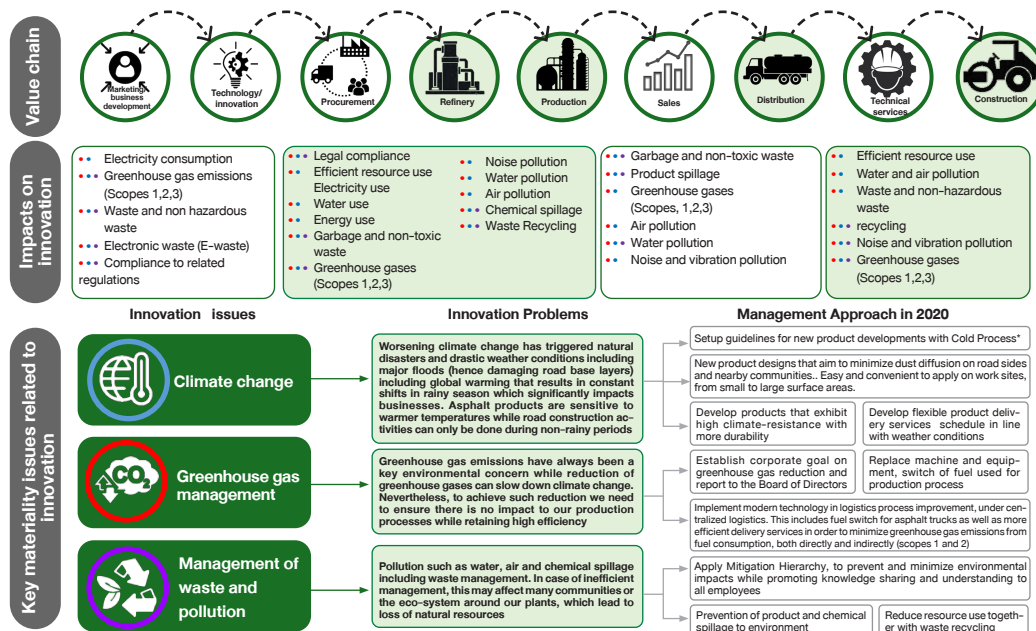 Value chain
Marketing/
business
development
Technology/
innovation
Procurement
Refinery
Production
Sales
Distribution
Technical
services
Construction
Impacts on
innovation
Electricity consumption
Greenhouse gas emissions
(Scopes 1,2,3)
Waste and non hazardous
waste
Electronic waste (E-waste)
Compliance to related
regulations
Legal compliance
Efficient resource use
Electricity use
Water use
Energy use
Garbage and non-toxic
waste
Greenhouse gases
(Scopes 1,2,3)
Noise pollution
Water pollution
Air pollution
Chemical spillage
Waste Recycling
Garbage and non-toxic waste
Product spillage
Greenhouse gases
(Scopes, 1,2,3)
Air pollution
Water pollution
Noise and vibration pollution
Efficient resource use
Water and air pollution
Waste and non-hazardous
waste
recycling
Noise and vibration pollution
Greenhouse gases
(Scopes 1,2,3)
Key materiality issues related to
innovation
Innovation issues
Innovation Problems
Management Approach in 2020
Climate change
Worsening climate change has triggered natural
disasters and drastic weather conditions including
major floods (hence damaging road base layers)
including global warming that results in constant
shifts in rainy season which significantly impacts
businesses. Asphalt products are sensitive to
warmer temperatures while road construction ac-
tivities can only be done during non-rainy periods
Setup guidelines for new product developments with Cold Process*
New product designs that aim to minimize dust diffusion on road sides
and nearby communities.. Easy and convenient to apply on work sites,
from small to large surface areas.
Develop products that exhibit
high climate-resistance with
more durability
Develop flexible product deliv-
ery services schedule in line
with weather conditions
CO2
Greenhouse gas
management
Greenhouse gas emissions have always been a
key environmental concern while reduction of
greenhouse gases can slow down climate change.
Nevertheless, to achieve such reduction we need
to ensure there is no impact to our production
processes while retaining high efficiency
Establish corporate goal on
greenhouse gas reduction and
report to the Board of Directors
Replace machine and equip-
ment, switch of fuel used for
production process
Implement modern technology in logistics process improvement, under cen-
tralized logistics. This includes fuel switch for asphalt trucks as well as more
efficient delivery services in order to minimize greenhouse gas emissions from
fuel consumption, both directly and indirectly (scopes 1 and 2)
Management of
waste and
pollution
Pollution such as water, air and chemical spillage
including waste management. In case of inefficient
management, this may affect many communities or
the eco-system around our plants, which lead to
loss of natural resources
Apply Mitigation Hierarchy, to prevent and minimize environmental
impacts while promoting knowledge sharing and understanding to
all employees
Prevention of product and chemical
spillage to environment
Reduce resource use togeth-
er with waste recycling